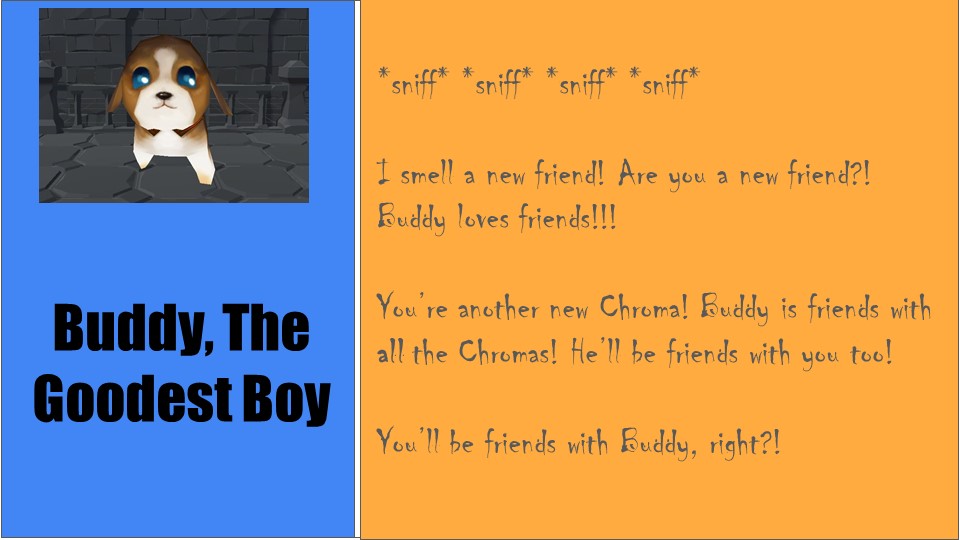 Buddy, The
Goodest Boy
*sniff* *sniff* *sniff* *sniff*
I smell a new friend! Are you a new friend?!
Buddy loves friends!!!
You're another new Chroma! Buddy is friends with
all the Chromas! He'll be friends with you too!
You'll be friends with Buddy, right?!